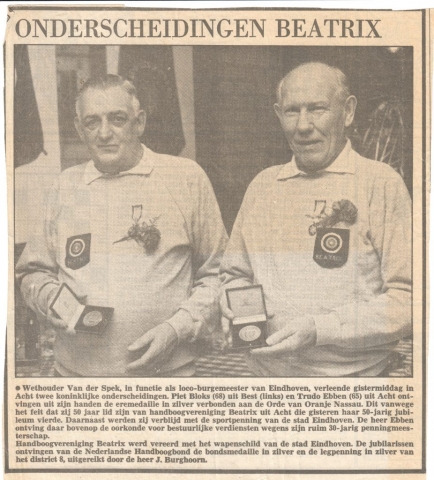 ONDERSCHEIDINGEN BEATRIX
BEATRIX
● Wethouder Van der Spek, in functie als loco-burgemeester van Eindhoven, verleende gistermiddag in
Acht twee koninklijke onderscheidingen. Piet Bloks (68) uit Best (links) en Trudo Ebben (65) uit Acht ont-
vingen uit zijn handen de eremedaille in zilver verbonden aan de Orde van Oranje Nassau. Dit vanwege
het feit dat zij 50 jaar lid zijn van handboogvereniging Beatrix uit Acht die gisteren haar 50-jarig jubi-
leum vierde. Daarnaast werden zij verblijd met de sportpenning van de stad Eindhoven. De heer Ebben
ontving daar bovenop de oorkonde voor bestuurlijke verdiensten wegens zijn ruim 30-jarig penningmees-
terschap.
Handboogvereniging Beatrix werd vereerd met het wapenschild van de stad Eindhoven. De jubilarissen
ontvingen van de Nederlandse Handboogbond de bondsmedaille in zilver en de legpenning in zilver van
het district 8, uitgereikt door de heer J. Burghoorn.